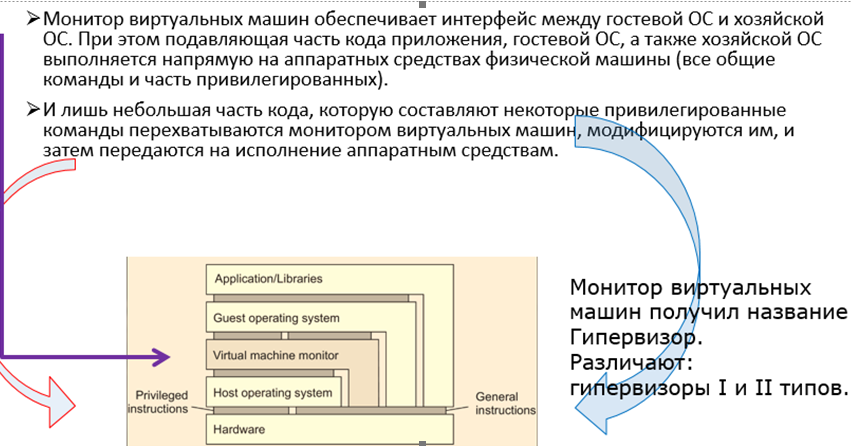 ➢Монитор виртуальных машин обеспечивает интерфейс между гостевой ОС и хозяйской
ОС. При этом подавляющая часть кода приложения, гостевой ОС, а также хозяйской ОС
выполняется напрямую на аппаратных средствах физической машины (все общие
команды и часть привилегированных).
➢И лишь небольшая часть кода, которую составляют некоторые привилегированные
команды перехватываются монитором виртуальных машин, модифицируются им, и
затем передаются на исполнение аппаратным средствам.
Application/Libraries
Guest operating system
Virtual machine monitor
Host operating system
Hardware
Privileged
instructions
General
instructions
Монитор виртуальных
машин получил название
Гипервизор.
Различают:
гипервизоры I и II типов.